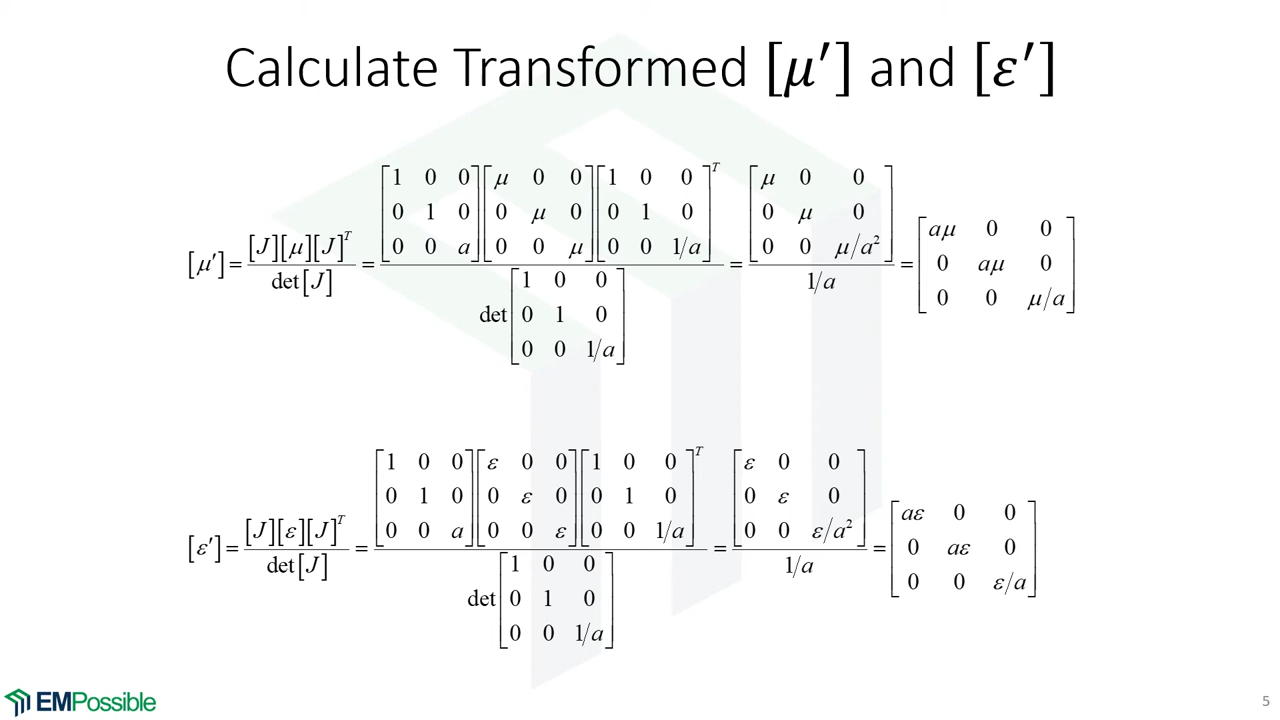 Calculate Transformed [μ′] and [ε′]
[μ′] = [J][μ][J]^T / det[J] = [1 0 0; 0 1 0; 0 0 a][μ 0 0; 0 μ 0; 0 0 μ][1 0 0; 0 1 0; 0 0 1/a]^T / det[1 0 0; 0 1 0; 0 0 1/a] = [μ 0 0; 0 μ 0; 0 0 μ/a²] / (1/a) = [aμ 0 0; 0 aμ 0; 0 0 μ/a]
[ε′] = [J][ε][J]^T / det[J] = [1 0 0; 0 1 0; 0 0 a][ε 0 0; 0 ε 0; 0 0 ε][1 0 0; 0 1 0; 0 0 1/a]^T / det[1 0 0; 0 1 0; 0 0 1/a] = [ε 0 0; 0 ε 0; 0 0 ε/a²] / (1/a) = [aε 0 0; 0 aε 0; 0 0 ε/a]
EMPossible
5